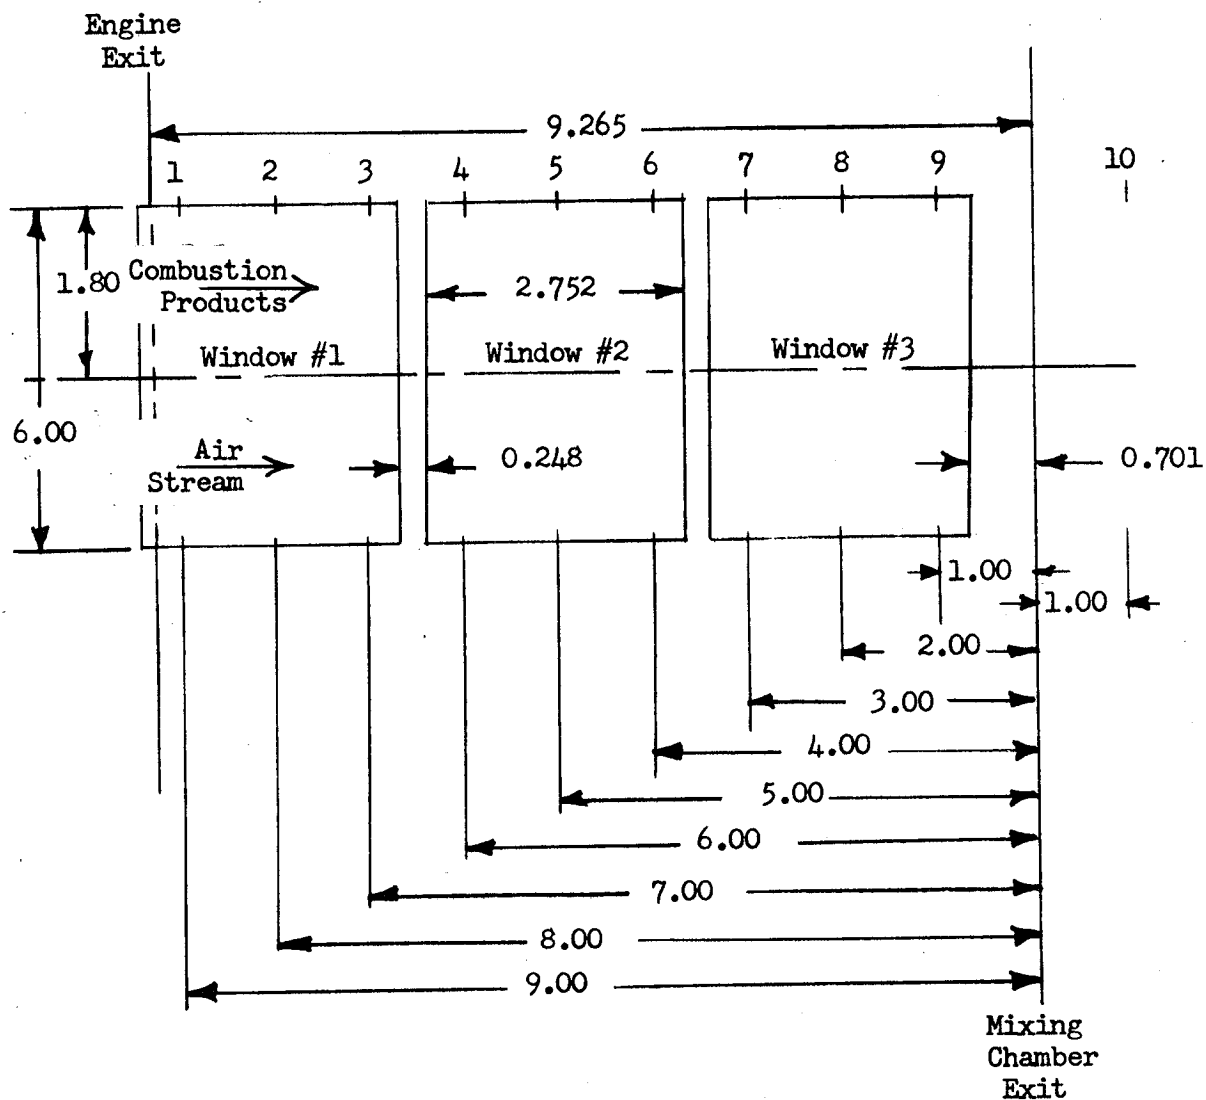 Engine
Exit
9.265
1 2 3 4 5 6 7 8 9 10
1.80
Combustion
Products
2.752
Window #1
Window #2
Window #3
6.00
Air
Stream
0.248
0.701
1.00
1.00
2.00
3.00
4.00
5.00
6.00
7.00
8.00
9.00
Mixing
Chamber
Exit